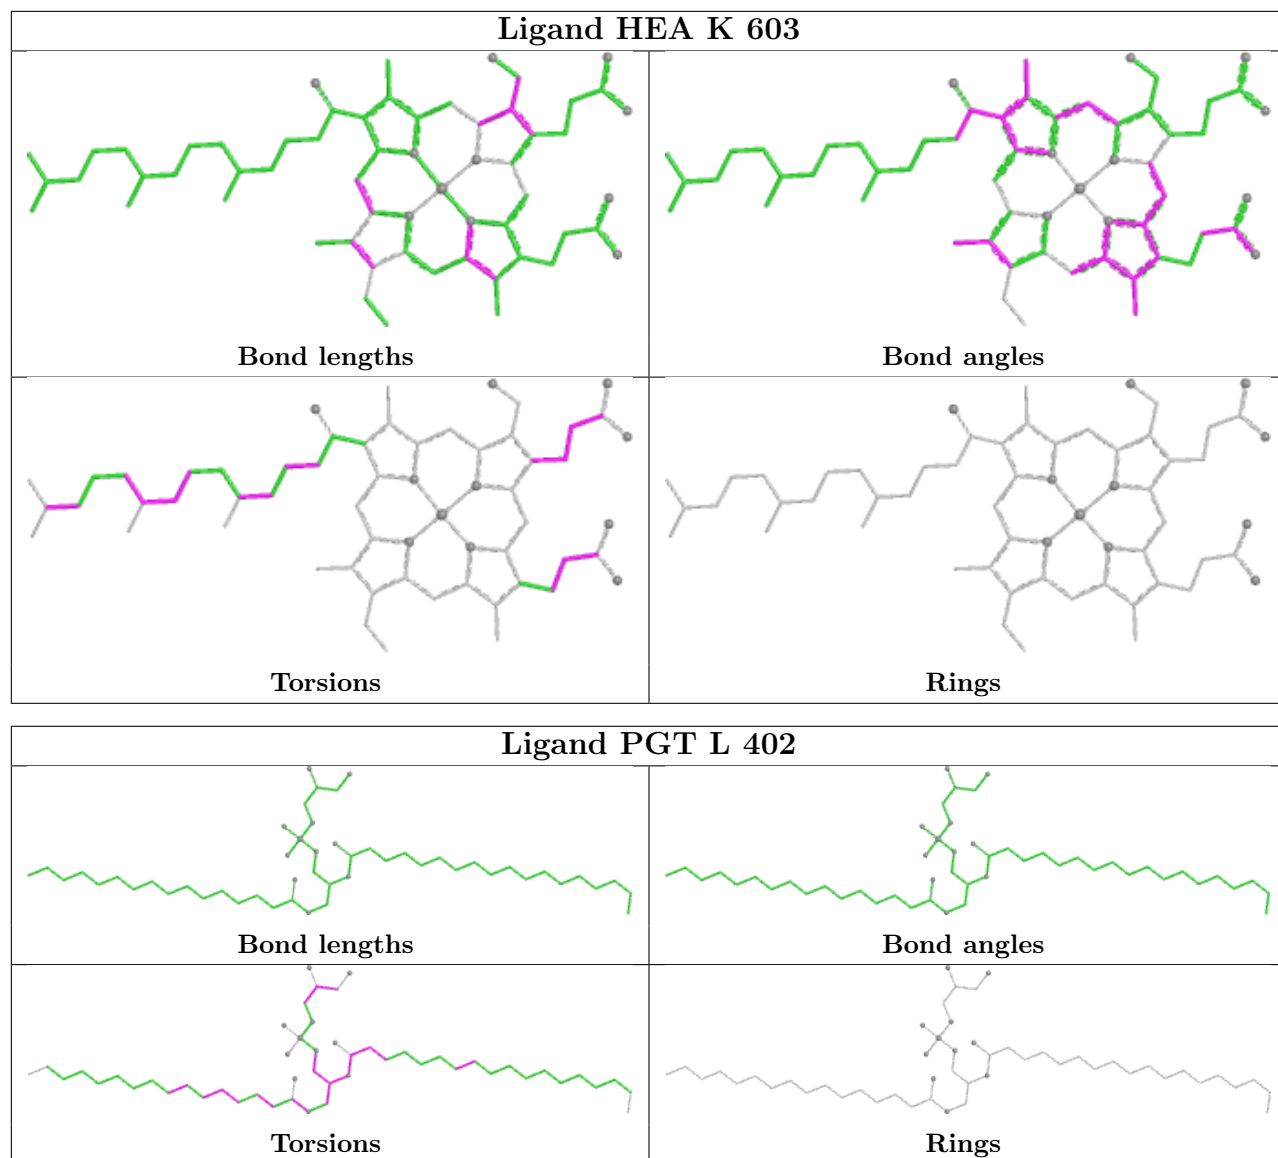 Ligand HEA K 603
Bond lengths
Bond angles
Torsions
Rings
Ligand PGT L 402
Bond lengths
Bond angles
Torsions
Rings